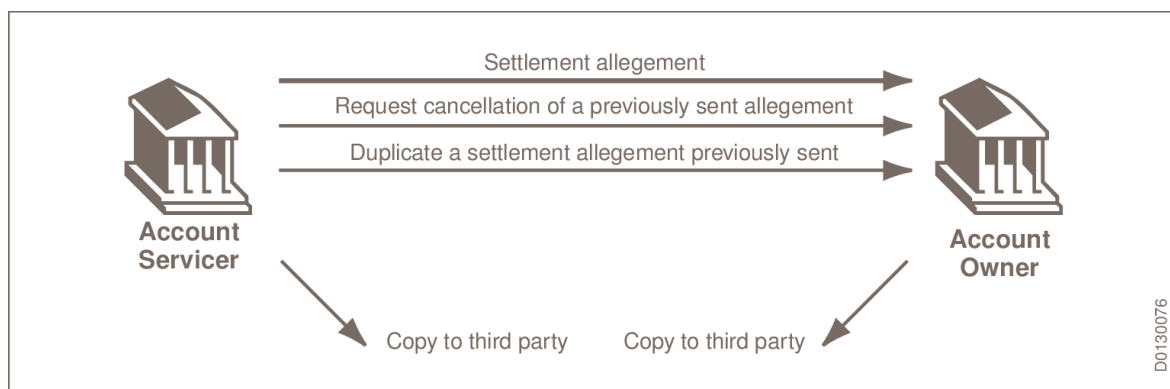 Settlement allegement
Request cancellation of a previously sent allegement
Duplicate a settlement allegement previously sent
Account
Servicer
Account
Owner
Copy to third party
Copy to third party
D0130076